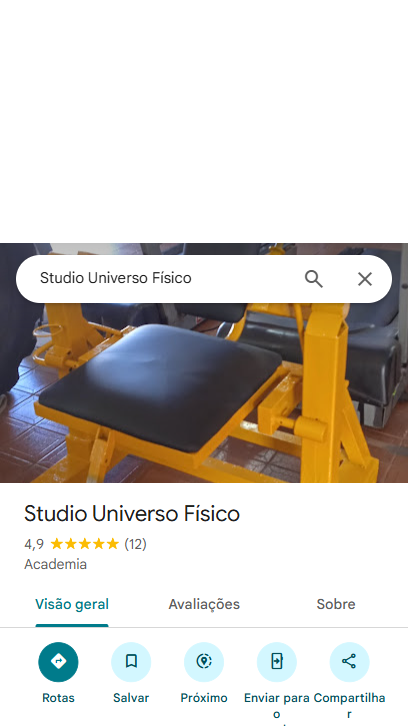 Studio Universo Físico
Studio Universo Físico
4,9 (12)
Academia
Visão geral Avaliações Sobre
Rotas Salvar Próximo Enviar para o Compartilhar